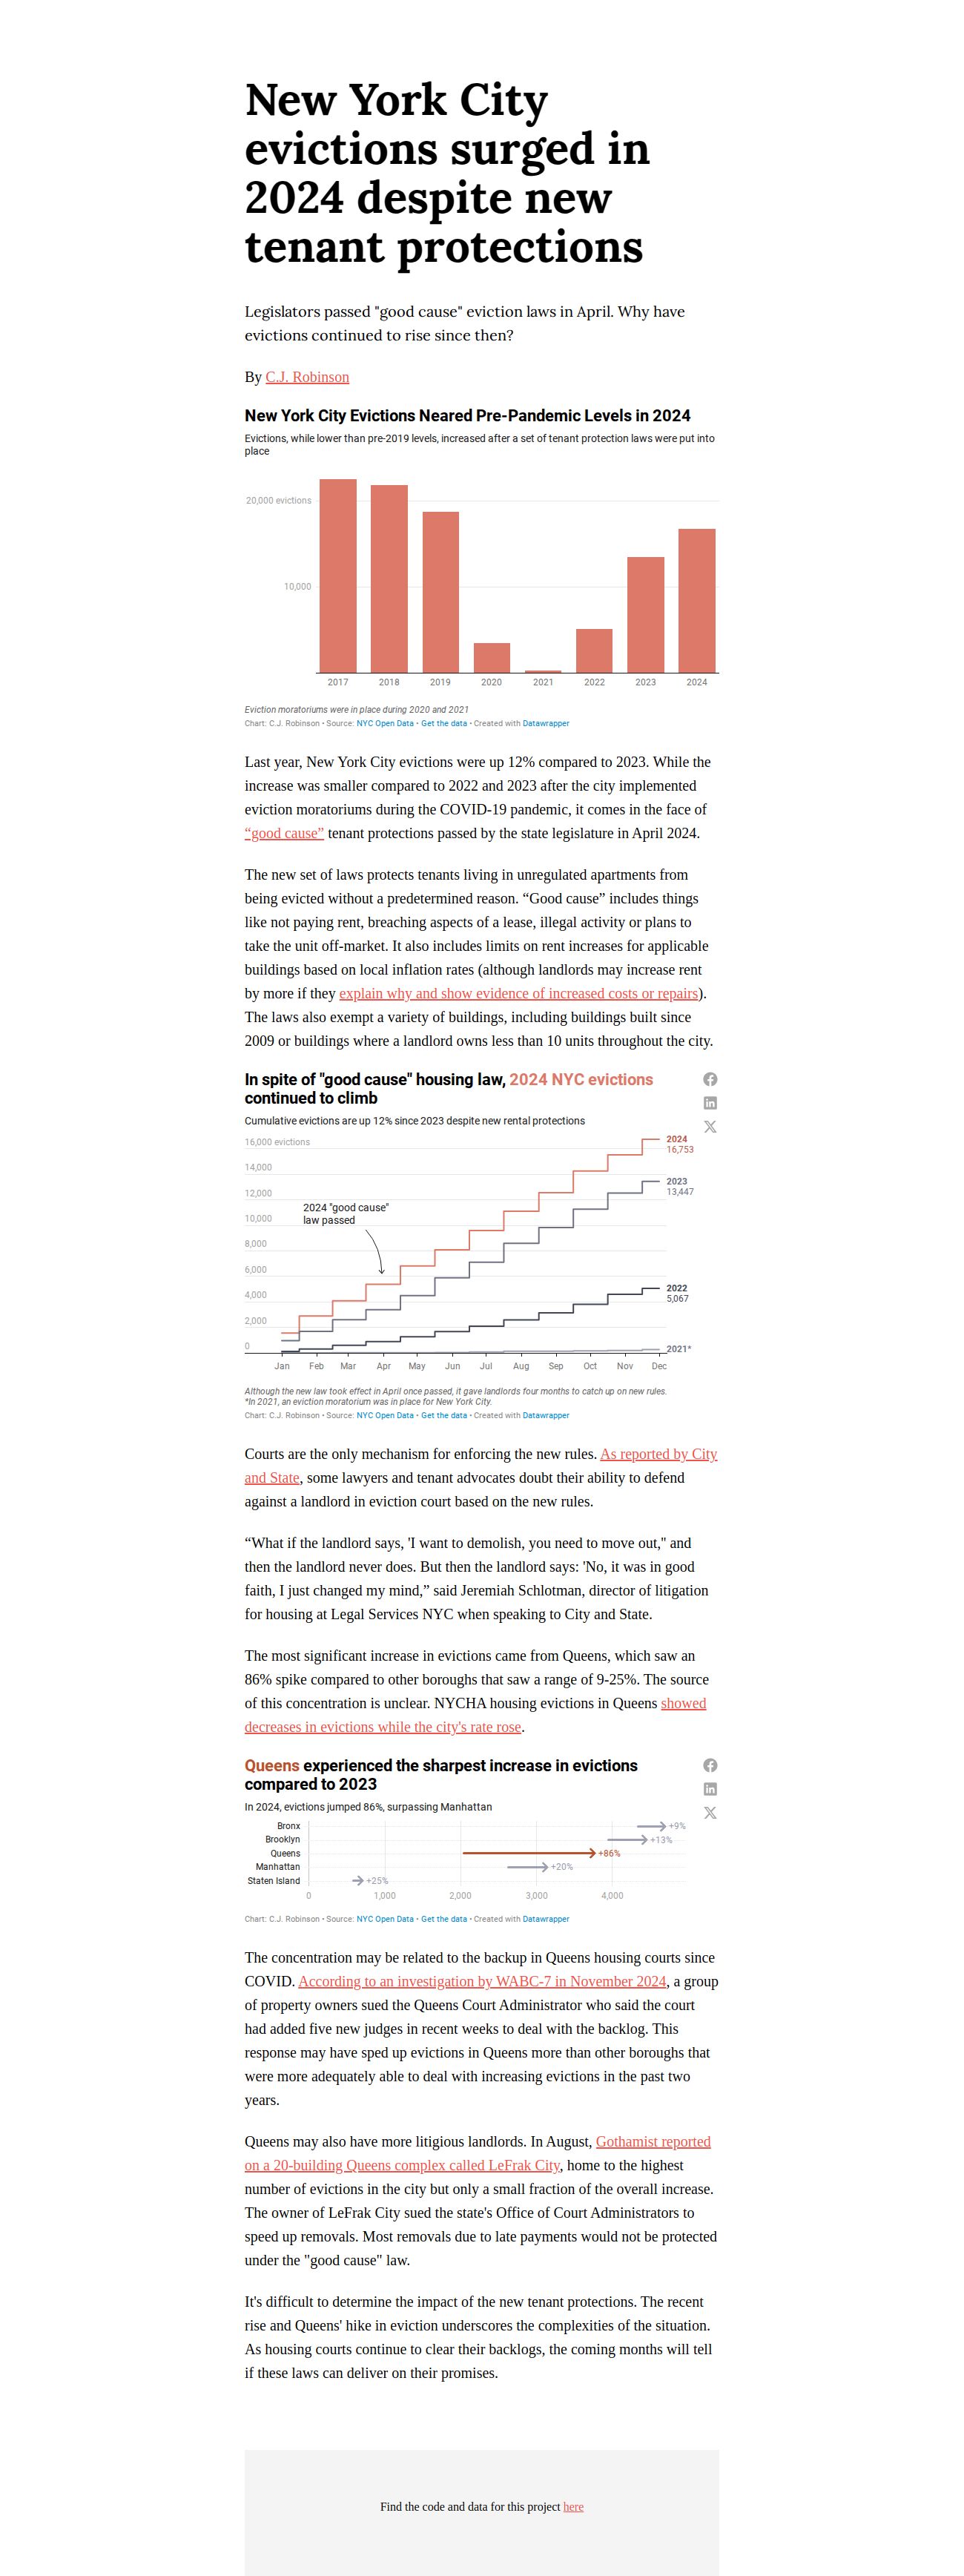 New York City
evictions surged in
2024 despite new
tenant protections
Legislators passed "good cause" eviction laws in April. Why have
evictions continued to rise since then?
By C.J. Robinson
New York City Evictions Neared Pre-Pandemic Levels in 2024
Evictions, while lower than pre-2019 levels, increased after a set of tenant protection laws were put into
place
20,000 evictions
10,000
2017 2018 2019 2020 2021 2022 2023 2024
Eviction moratoriums were in place during 2020 and 2021
Chart: C.J. Robinson • Source: NYC Open Data • Get the data • Created with Datawrapper
Last year, New York City evictions were up 12% compared to 2023. While the
increase was smaller compared to 2022 and 2023 after the city implemented
eviction moratoriums during the COVID-19 pandemic, it comes in the face of
“good cause” tenant protections passed by the state legislature in April 2024.
The new set of laws protects tenants living in unregulated apartments from
being evicted without a predetermined reason. “Good cause” includes things
like not paying rent, breaching aspects of a lease, illegal activity or plans to
take the unit off-market. It also includes limits on rent increases for applicable
buildings based on local inflation rates (although landlords may increase rent
by more if they explain why and show evidence of increased costs or repairs).
The laws also exempt a variety of buildings, including buildings built since
2009 or buildings where a landlord owns less than 10 units throughout the city.
In spite of "good cause" housing law, 2024 NYC evictions
continued to climb
Cumulative evictions are up 12% since 2023 despite new rental protections
16,000 evictions
14,000
12,000
10,000
8,000
6,000
4,000
2,000
0
2024 "good cause"
law passed
2024
16,753
2023
13,447
2022
5,067
2021*
Jan Feb Mar Apr May Jun Jul Aug Sep Oct Nov Dec
Although the new law took effect in April once passed, it gave landlords four months to catch up on new rules.
*In 2021, an eviction moratorium was in place for New York City.
Chart: C.J. Robinson • Source: NYC Open Data • Get the data • Created with Datawrapper
Courts are the only mechanism for enforcing the new rules. As reported by City
and State, some lawyers and tenant advocates doubt their ability to defend
against a landlord in eviction court based on the new rules.
“What if the landlord says, 'I want to demolish, you need to move out," and
then the landlord never does. But then the landlord says: 'No, it was in good
faith, I just changed my mind,” said Jeremiah Schlotman, director of litigation
for housing at Legal Services NYC when speaking to City and State.
The most significant increase in evictions came from Queens, which saw an
86% spike compared to other boroughs that saw a range of 9-25%. The source
of this concentration is unclear. NYCHA housing evictions in Queens showed
decreases in evictions while the city's rate rose.
Queens experienced the sharpest increase in evictions
compared to 2023
In 2024, evictions jumped 86%, surpassing Manhattan
Bronx +9%
Brooklyn +13%
Queens +86%
Manhattan +20%
Staten Island +25%
0 1,000 2,000 3,000 4,000
Chart: C.J. Robinson • Source: NYC Open Data • Get the data • Created with Datawrapper
The concentration may be related to the backup in Queens housing courts since
COVID. According to an investigation by WABC-7 in November 2024, a group
of property owners sued the Queens Court Administrator who said the court
had added five new judges in recent weeks to deal with the backlog. This
response may have sped up evictions in Queens more than other boroughs that
were more adequately able to deal with increasing evictions in the past two
years.
Queens may also have more litigious landlords. In August, Gothamist reported
on a 20-building Queens complex called LeFrak City, home to the highest
number of evictions in the city but only a small fraction of the overall increase.
The owner of LeFrak City sued the state's Office of Court Administrators to
speed up removals. Most removals due to late payments would not be protected
under the "good cause" law.
It's difficult to determine the impact of the new tenant protections. The recent
rise and Queens' hike in eviction underscores the complexities of the situation.
As housing courts continue to clear their backlogs, the coming months will tell
if these laws can deliver on their promises.
Find the code and data for this project here